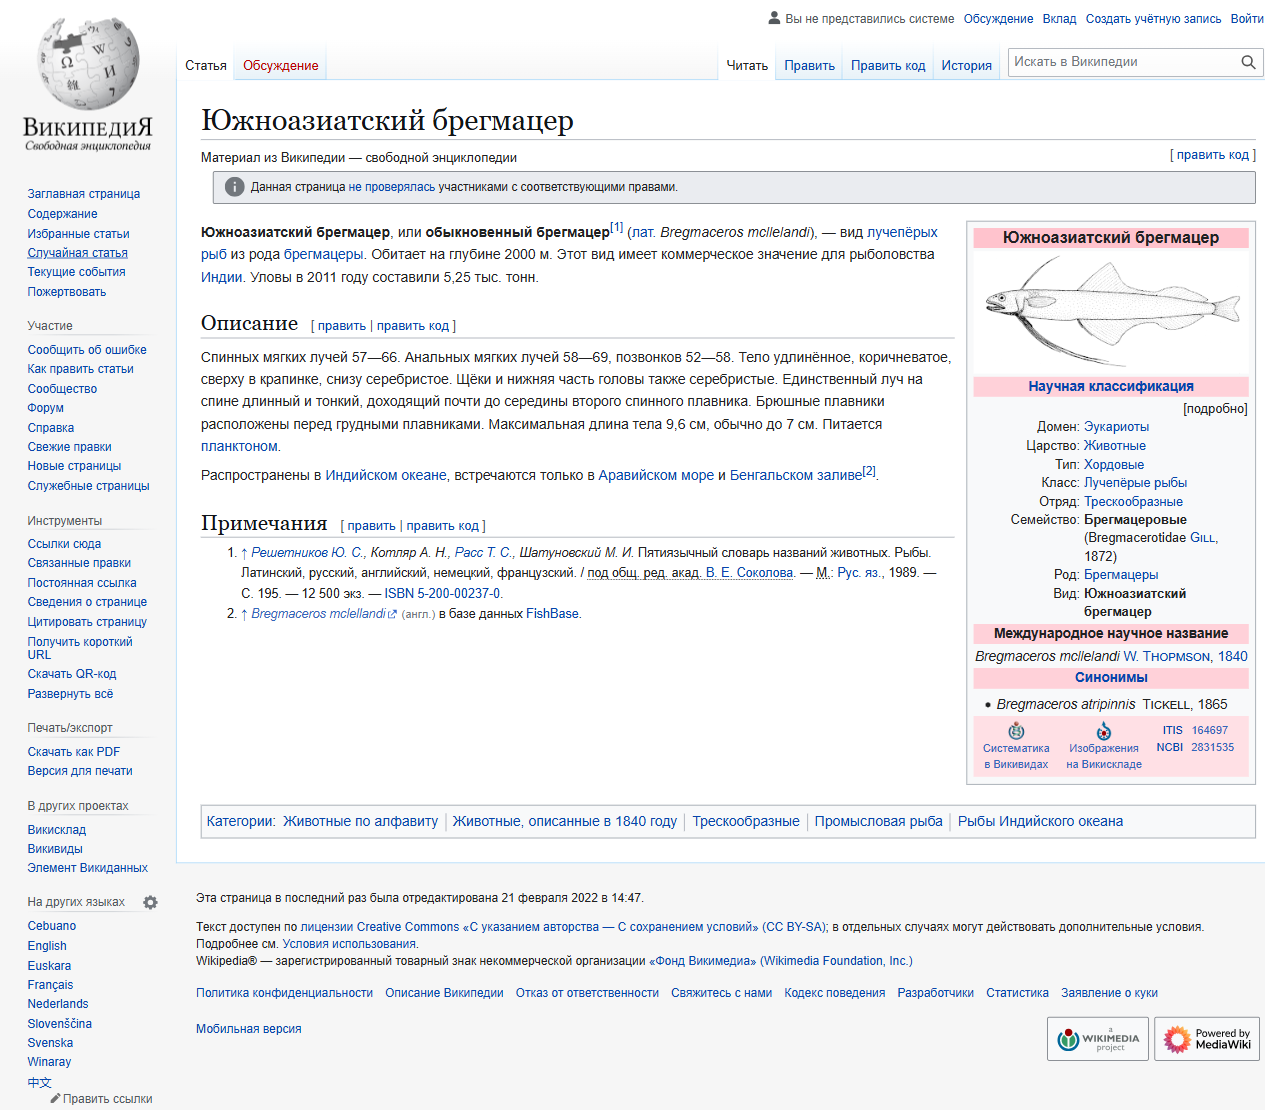 Вы не представились системе Обсуждение Вклад Создать учётную запись Войти
Статья Обсуждение Читать Править Править код История Искать в Википедии
ВикипедиЯ
Свободная энциклопедия
Заглавная страница
Содержание
Избранные статьи
Случайная статья
Текущие события
Пожертвовать
Участие
Сообщить об ошибке
Как править статьи
Сообщество
Форум
Справка
Свежие правки
Новые страницы
Служебные страницы
Инструменты
Ссылки сюда
Связанные правки
Постоянная ссылка
Сведения о странице
Цитировать страницу
Получить короткий
URL
Скачать QR-код
Развернуть всё
Печать/экспорт
Скачать как PDF
Версия для печати
В других проектах
Викисклад
Викивиды
Элемент Викиданных
На других языках
Cebuano
English
Euskara
Français
Nederlands
Slovenščina
Svenska
Winaray
中文
Править ссылки
Южноазиатский брегмацер
Материал из Википедии — свободной энциклопедии
[ править код ]
Данная страница не проверялась участниками с соответствующими правами.
Южноазиатский брегмацер, или обыкновенный брегмацер[1] (лат. Bregmaceros mcllelandi), — вид лучепёрых
рыб из рода брегмацеры. Обитает на глубине 2000 м. Этот вид имеет коммерческое значение для рыболовства
Индии. Уловы в 2011 году составили 5,25 тыс. тонн.
Описание [ править | править код ]
Спинных мягких лучей 57—66. Анальных мягких лучей 58—69, позвонков 52—58. Тело удлинённое, коричневатое,
сверху в крапинке, снизу серебристое. Щёки и нижняя часть головы также серебристые. Единственный луч на
спине длинный и тонкий, доходящий почти до середины второго спинного плавника. Брюшные плавники
расположены перед грудными плавниками. Максимальная длина тела 9,6 см, обычно до 7 см. Питается
планктоном.
Распространены в Индийском океане, встречаются только в Аравийском море и Бенгальском заливе[2].
Примечания [ править | править код ]
1. ↑ Решетников Ю. С., Котляр А. Н., Расс Т. С., Шатуновский М. И. Пятиязычный словарь названий животных. Рыбы.
Латинский, русский, английский, немецкий, французский. / под общ. ред. акад. В. Е. Соколова. — М.: Рус. яз., 1989. —
С. 195. — 12 500 экз. — ISBN 5-200-00237-0.
2. ↑ Bregmaceros mclellandi (англ.) в базе данных FishBase.
Южноазиатский брегмацер
Научная классификация
[подробно]
Домен: Эукариоты
Царство: Животные
Тип: Хордовые
Класс: Лучепёрые рыбы
Отряд: Трескообразные
Семейство: Брегмацеровые
(Bregmacerotidae Gill,
1872)
Род: Брегмацеры
Вид: Южноазиатский
брегмацер
Международное научное название
Bregmaceros mcllelandi W. Thopmson, 1840
Синонимы
• Bregmaceros atripinnis Tickell, 1865
Систематика
в Викивидах
Изображения
на Викискладе
ITIS 164697
NCBI 2831535
Категории: Животные по алфавиту | Животные, описанные в 1840 году | Трескообразные | Промысловая рыба | Рыбы Индийского океана
Эта страница в последний раз была отредактирована 21 февраля 2022 в 14:47.
Текст доступен по лицензии Creative Commons «С указанием авторства — С сохранением условий» (CC BY-SA); в отдельных случаях могут действовать дополнительные условия.
Подробнее см. Условия использования.
Wikipedia® — зарегистрированный товарный знак некоммерческой организации «Фонд Викимедиа» (Wikimedia Foundation, Inc.)
Политика конфиденциальности Описание Википедии Отказ от ответственности Свяжитесь с нами Кодекс поведения Разработчики Статистика Заявление о куки
Мобильная версия
a
WIKIMEDIA
project
Powered by
MediaWiki